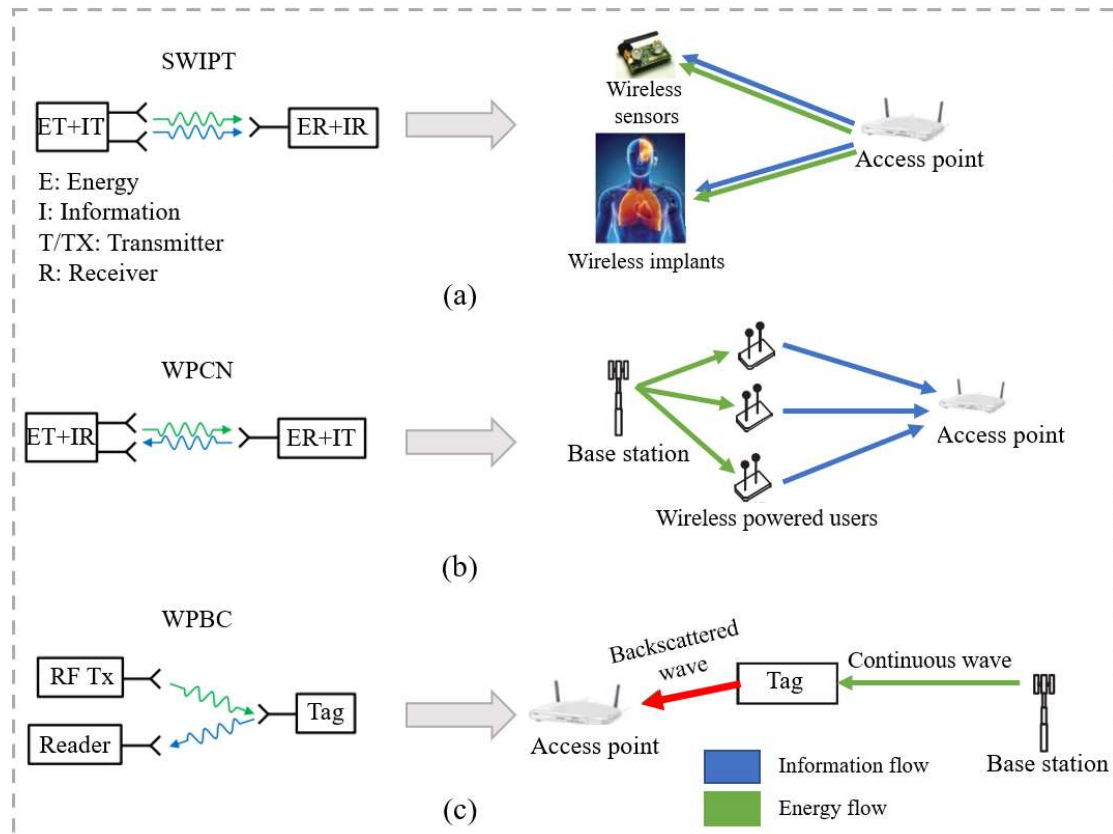 SWIPT
ET+IT
ER+IR
E: Energy
I: Information
T/TX: Transmitter
R: Receiver
Wireless
sensors
Wireless implants
Access point
(a)
WPCN
ET+IR
ER+IT
Base station
Wireless powered users
Access point
(b)
WPBC
RF Tx
Reader
Tag
Access point
Backscattered
wave
Tag
Continuous wave
Base station
Information flow
Energy flow
(c)